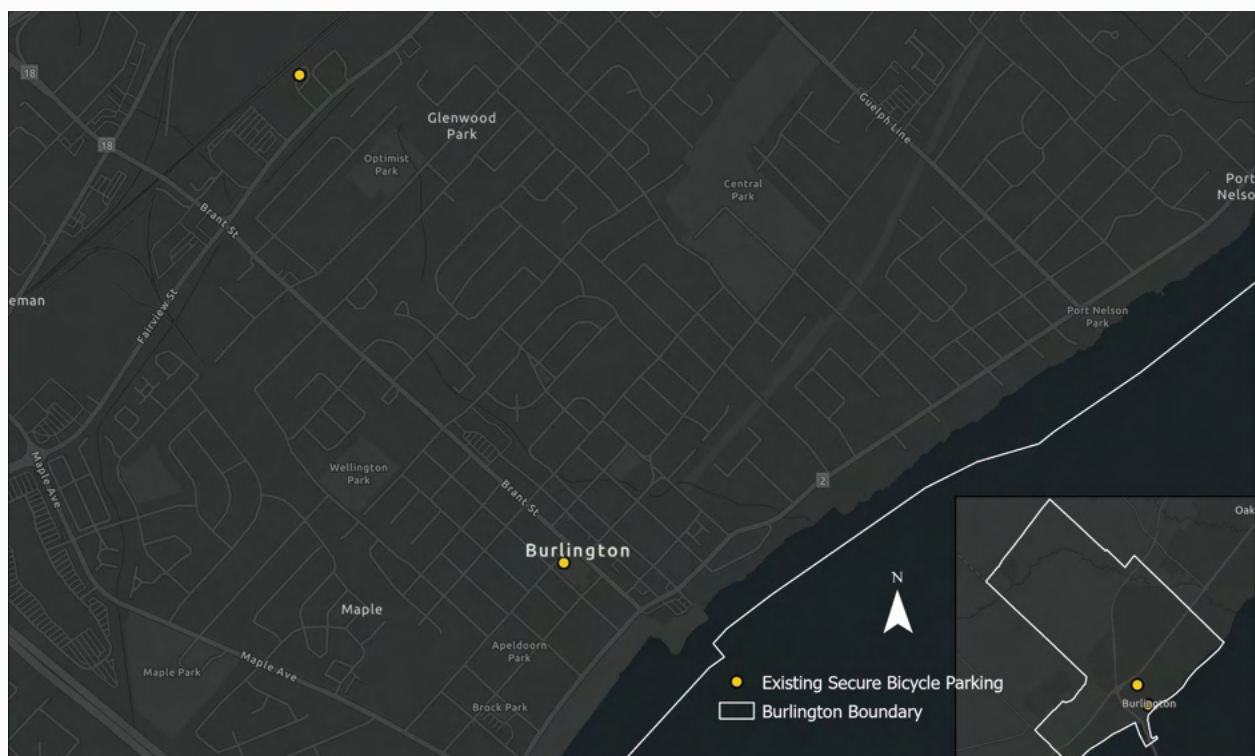 18
18
Glenwood
Park
Optimist
Park
Guelph Line
Central
Park
Port
Nelso
Brant St
eman
Fairview St
Port Nelson
Park
Maple Ave
Wellington
Park
2
Brant St
Burlington
Maple
Apeldoorn
Park
Maple Park
Maple Ave
Brock Park
N
Existing Secure Bicycle Parking
Burlington Boundary
Oak
Burlington